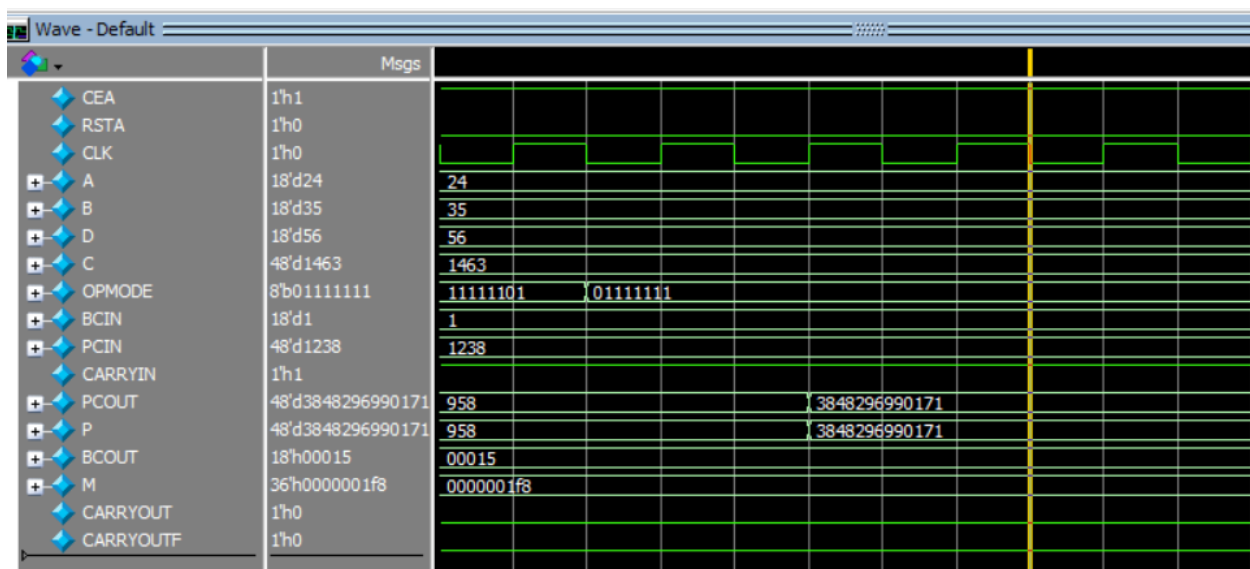 Wave - Default
Msgs
CEA 1'h1
RSTA 1'h0
CLK 1'h0
A 18'd24 24
B 18'd35 35
D 18'd56 56
C 48'd1463 1463
OPMODE 8'b01111111 11111101 01111111
BCIN 18'd1 1
PCIN 48'd1238 1238
CARRYIN 1'h1
PCOUT 48'd3848296990171 958 3848296990171
P 48'd3848296990171 958 3848296990171
BCOUT 18'h00015 00015
M 36'h0000001f8 0000001f8
CARRYOUT 1'h0
CARRYOUTF 1'h0